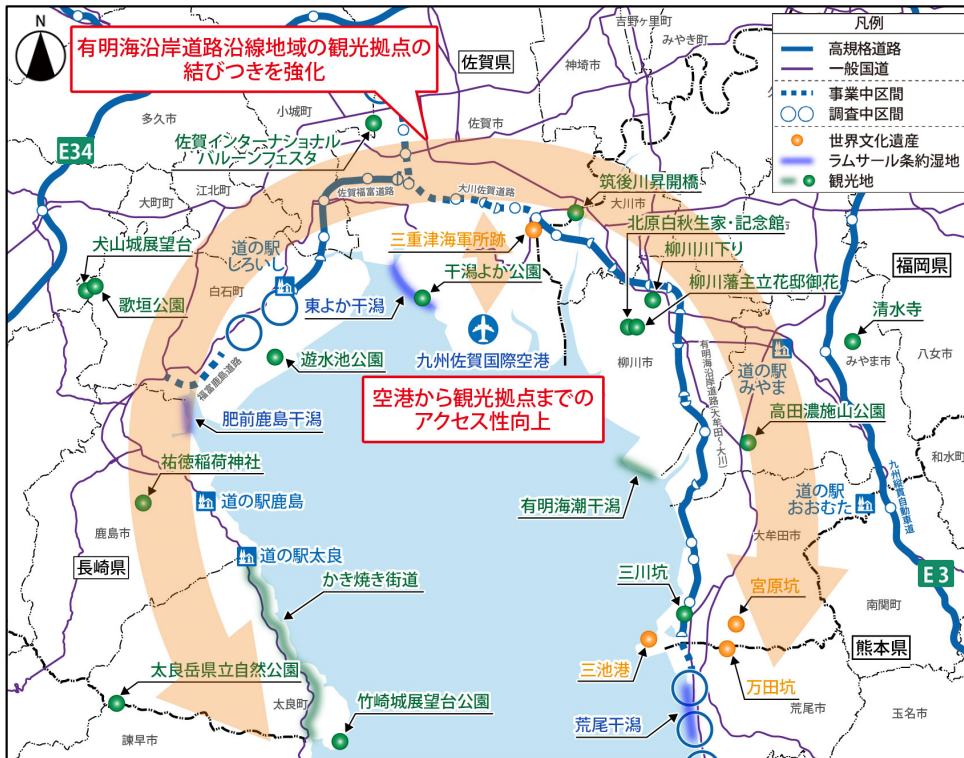 N
有明海沿岸道路沿線地域の観光拠点の
結びつきを強化
佐賀県
吉野ヶ里町
みやき町
神埼市
凡例
高規格道路
一般国道
事業中区間
調査中区間
世界文化遺産
ラムサール条約湿地
観光地
多久市
小城町
佐賀市
E34
佐賀インターナショナル
バルーンフェスタ
江北町
大町町
佐賀福富道路
大川佐賀道路
筑後川昇開橋
大川市
北原白秋生家・記念館
三重津海軍所跡
柳川川下り
犬山城展望台
道の駅
しろいし
干潟よか公園
柳川藩主立花邸御花
福岡県
白石町
東よか干潟
清水寺
歌垣公園
九州佐賀国際空港
柳川市
みやま市
八女市
遊水池公園
有明海沿岸道路(大牟田~大川)
道の駅
みやま
福富鹿島道路
空港から観光拠点までの
アクセス性向上
肥前鹿島干潟
高田濃施山公園
和水町
祐徳稲荷神社
道の駅鹿島
有明海潮干潟
道の駅
おおむた
九州縦貫自動車道
鹿島市
大牟田市
道の駅太良
長崎県
かき焼き街道
三川坑
宮原坑
E3
南関町
熊本県
太良岳県立自然公園
三池港
万田坑
太良町
竹崎城展望台公園
荒尾干潟
荒尾市
玉名市
諫早市